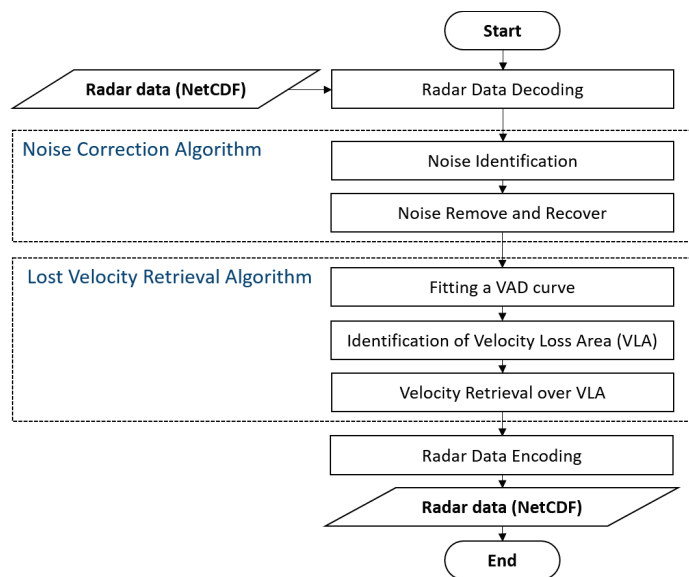 Start
Radar data (NetCDF)
Radar Data Decoding
Noise Correction Algorithm
Noise Identification
Noise Remove and Recover
Lost Velocity Retrieval Algorithm
Fitting a VAD curve
Identification of Velocity Loss Area (VLA)
Velocity Retrieval over VLA
Radar Data Encoding
Radar data (NetCDF)
End